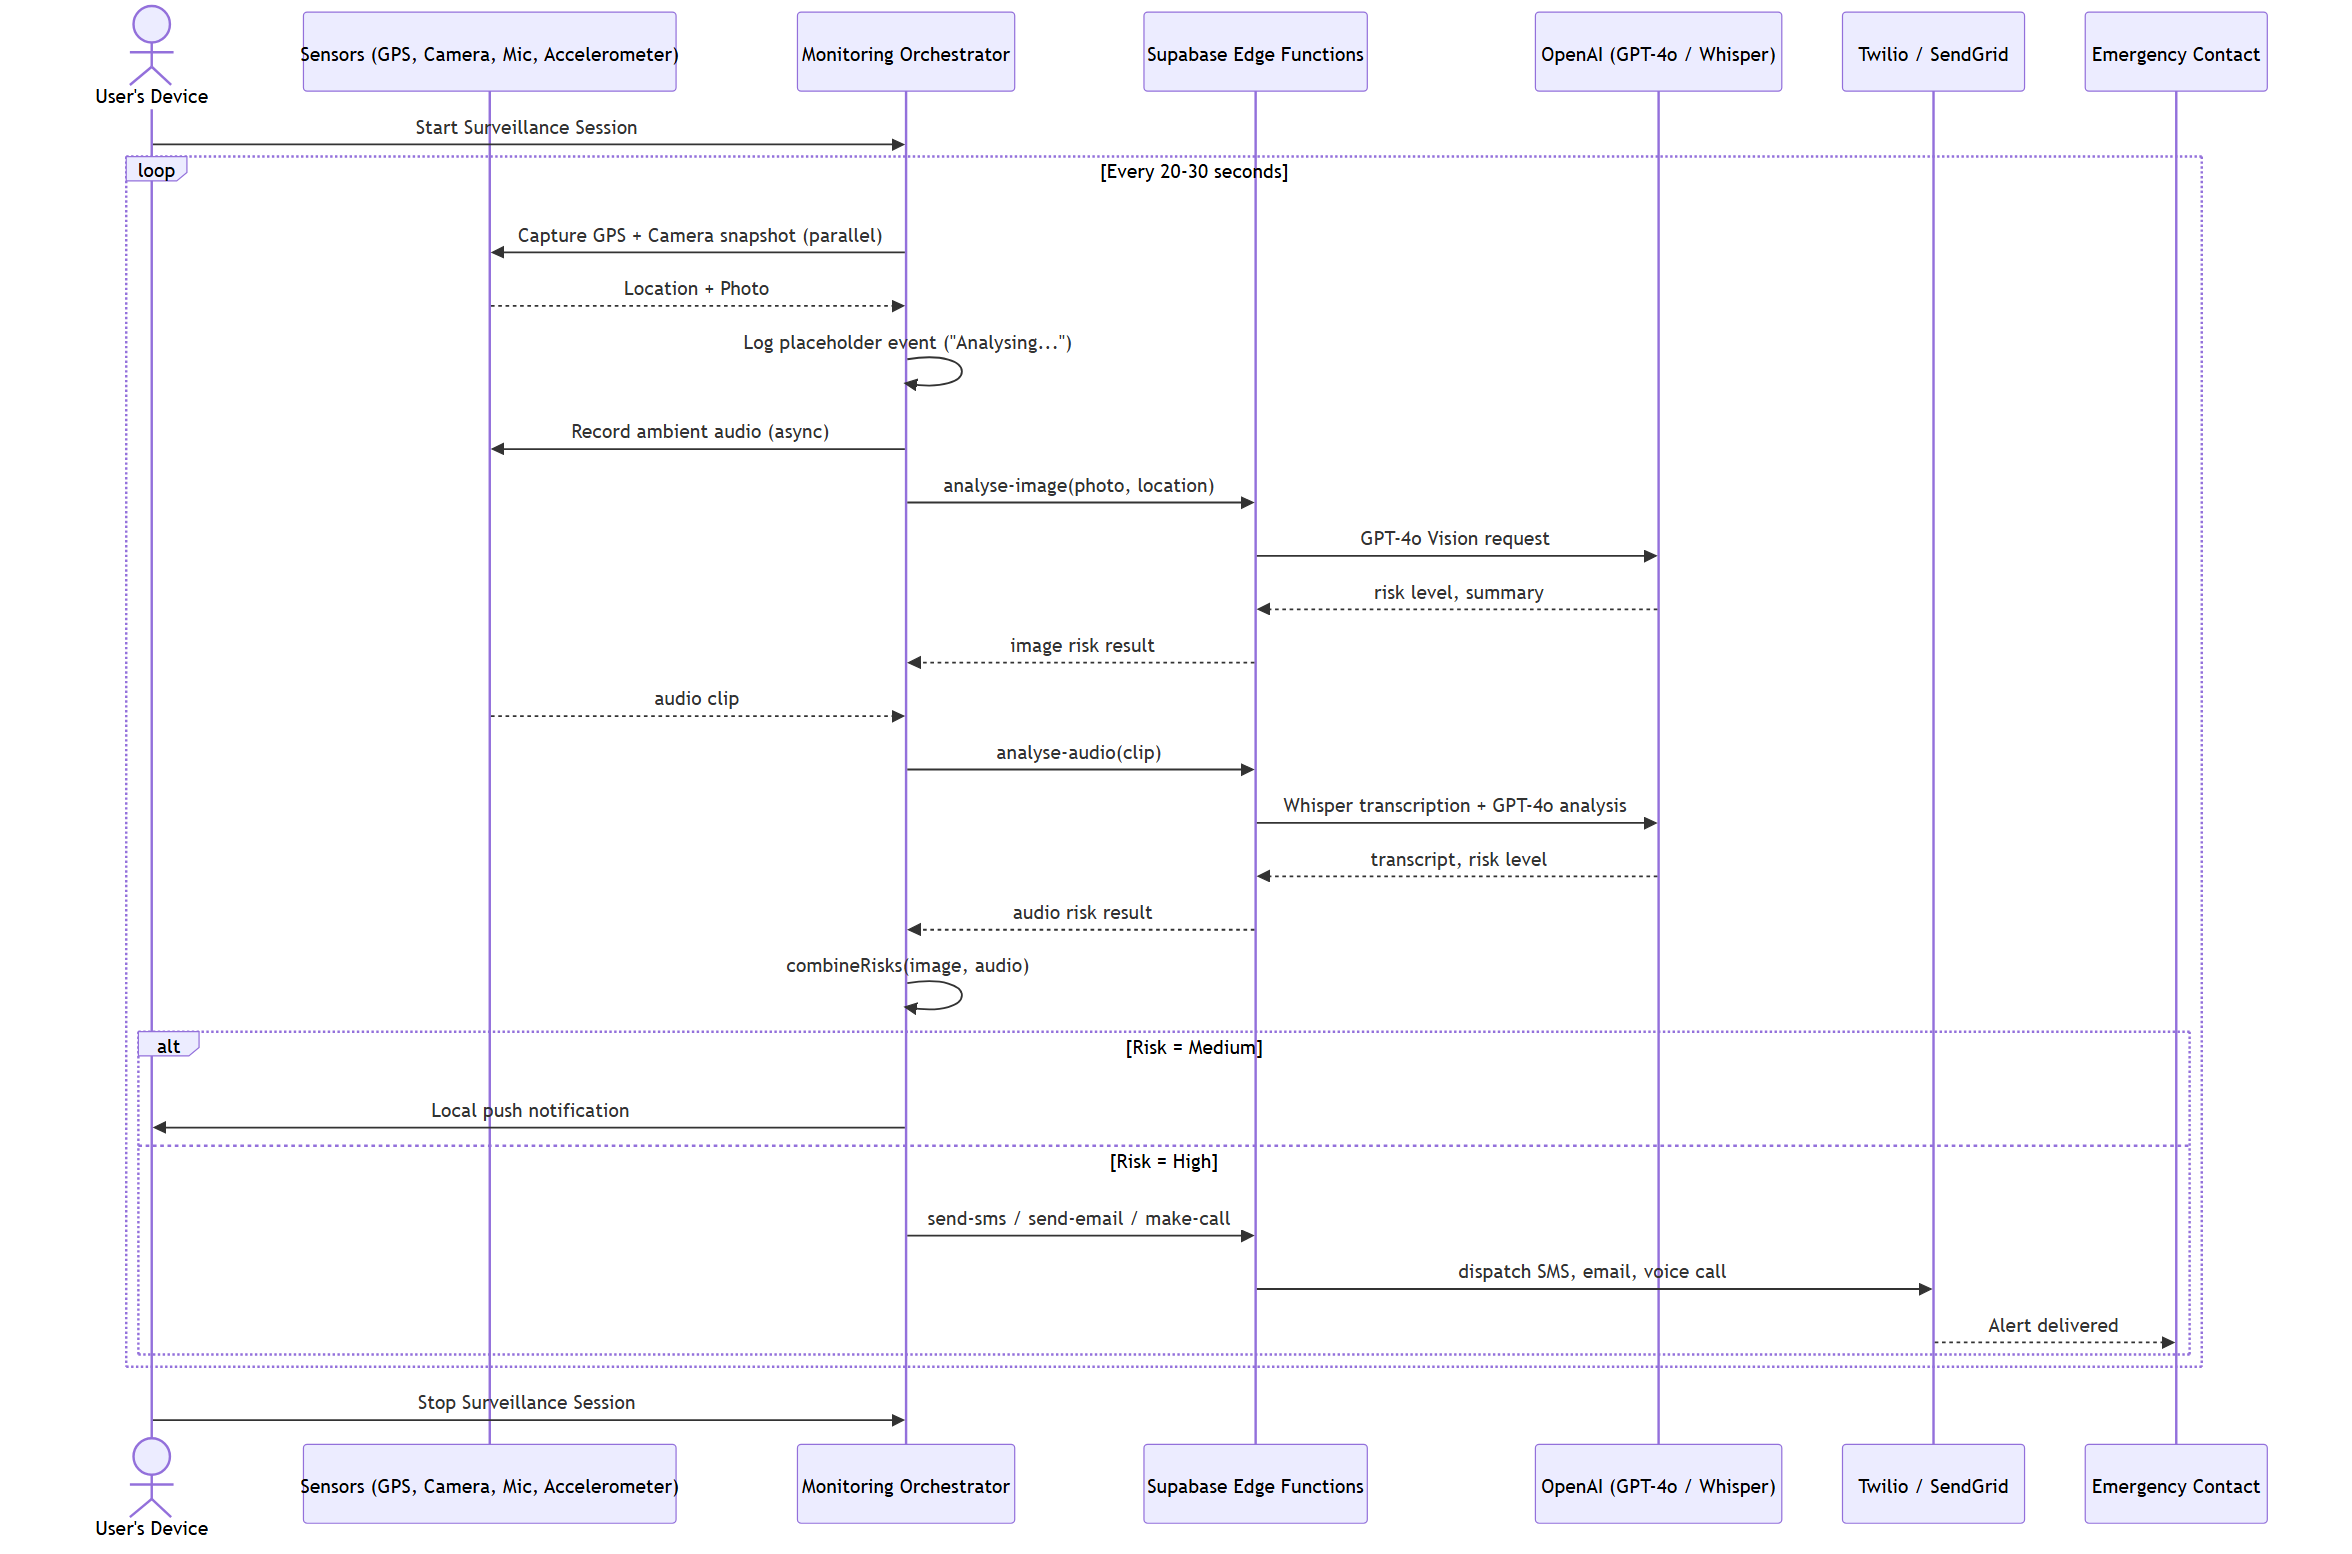 User's Device
Sensors (GPS, Camera, Mic, Accelerometer)
Monitoring Orchestrator
Supabase Edge Functions
OpenAI (GPT-4o / Whisper)
Twilio / SendGrid
Emergency Contact
Start Surveillance Session
loop
[Every 20-30 seconds]
Capture GPS + Camera snapshot (parallel)
Location + Photo
Log placeholder event ("Analysing...")
Record ambient audio (async)
analyse-image(photo, location)
GPT-4o Vision request
risk level, summary
image risk result
audio clip
analyse-audio(clip)
Whisper transcription + GPT-4o analysis
transcript, risk level
audio risk result
combineRisks(image, audio)
alt
[Risk = Medium]
Local push notification
[Risk = High]
send-sms / send-email / make-call
dispatch SMS, email, voice call
Alert delivered
Stop Surveillance Session
User's Device
Sensors (GPS, Camera, Mic, Accelerometer)
Monitoring Orchestrator
Supabase Edge Functions
OpenAI (GPT-4o / Whisper)
Twilio / SendGrid
Emergency Contact